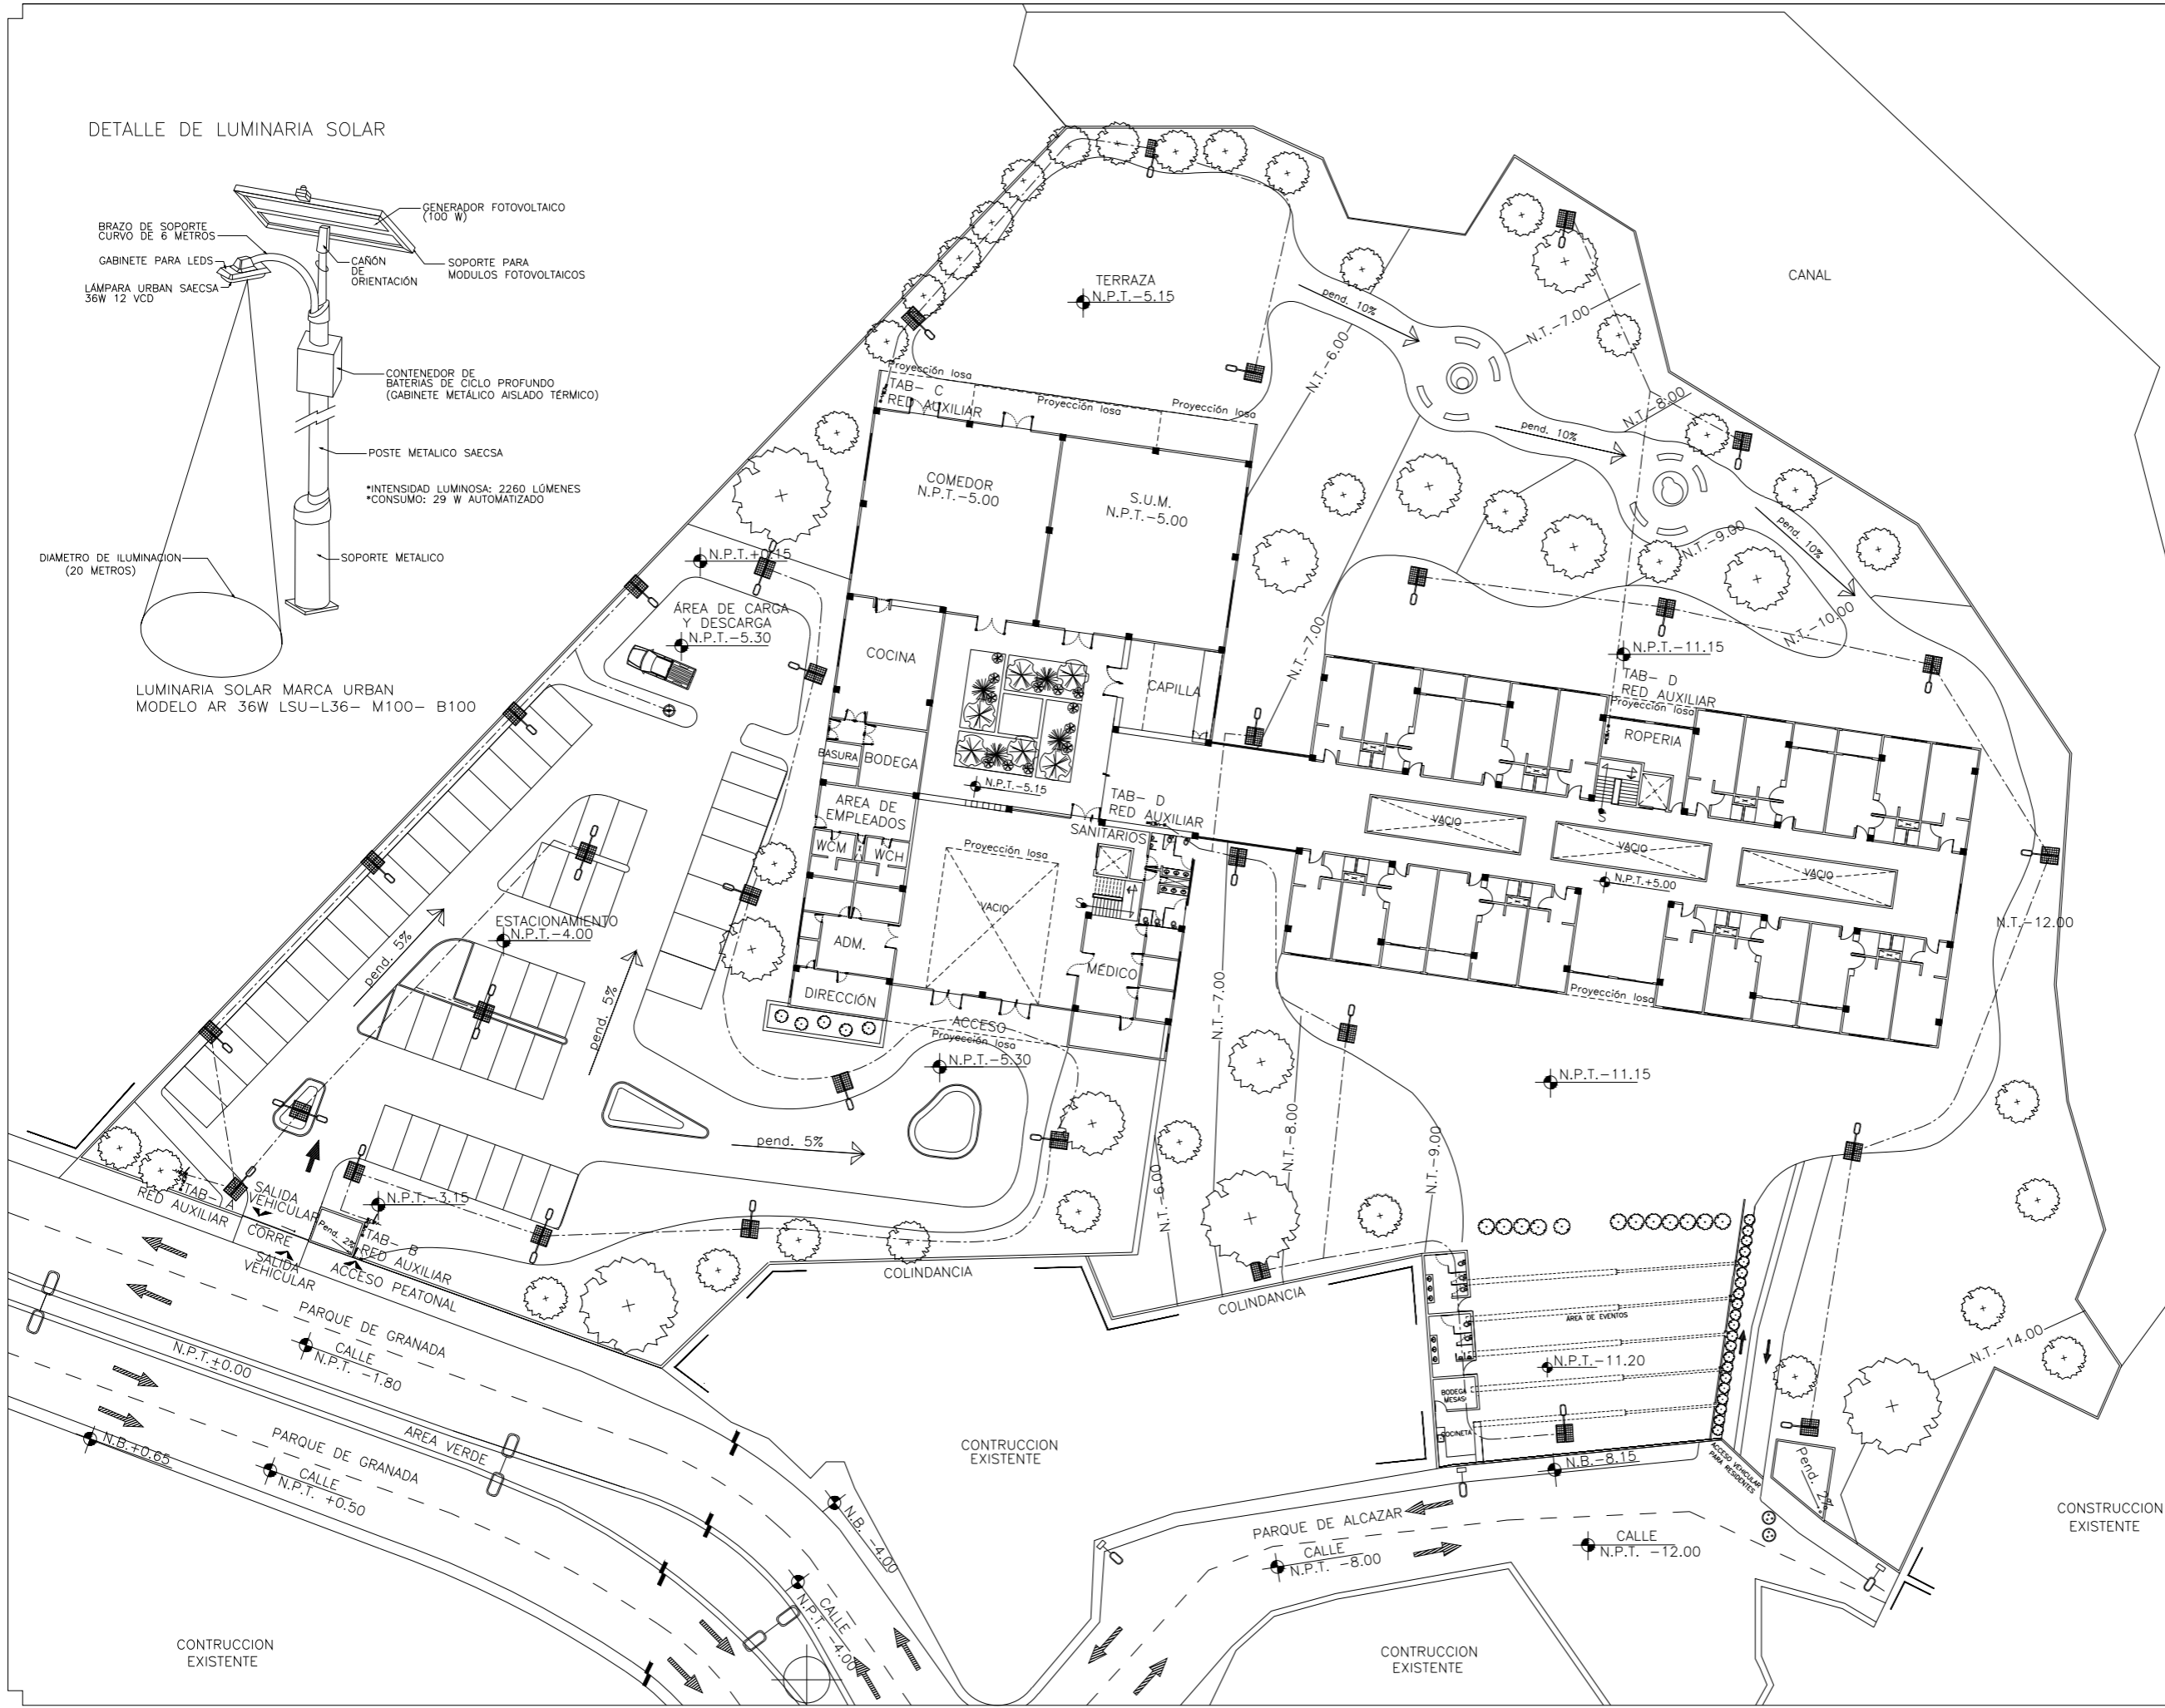 DETALLE DE LUMINARIA SOLAR
GENERADOR FOTOVOLTAICO
(100 W)
BRAZO DE SOPORTE
CURVO DE 6 METROS
GABINETE PARA LEDS
LÁMPARA URBAN SAECSA
36W 12 VCD
CAÑÓN
DE
ORIENTACIÓN
SOPORTE PARA
MODULOS FOTOVOLTAICOS
CONTENEDOR DE
BATERIAS DE CICLO PROFUNDO
(GABINETE METÁLICO AISLADO TÉRMICO)
POSTE METALICO SAECSA
*INTENSIDAD LUMINOSA: 2260 LÚMENES
*CONSUMO: 29 W AUTOMATIZADO
DIAMETRO DE ILUMINACION
(20 METROS)
SOPORTE METALICO
LUMINARIA SOLAR MARCA URBAN
MODELO AR 36W LSU-L36- M100- B100
CANAL
TERRAZA
N.P.T.-5.15
pend. 10%
N.T.-6.00
N.T.-7.00
N.T.-8.00
pend. 10%
N.T.-9.00
pend. 10%
N.T.-10.00
Proyección losa
TAB- C
RED AUXILIAR
Proyección losa
Proyección losa
COMEDOR
N.P.T.-5.00
S.U.M.
N.P.T.-5.00
N.P.T.+0.15
ÁREA DE CARGA
Y DESCARGA
N.P.T.-5.30
COCINA
CAPILLA
N.T.-7.00
N.P.T.-11.15
TAB- D
RED AUXILIAR
Proyección losa
ROPERIA
S
BASURA
BODEGA
N.P.T.-5.15
AREA DE
EMPLEADOS
WCM
WCH
TAB- D
RED AUXILIAR
SANITARIOS
Proyección losa
VACIO
S
VACIO
VACIO
VACIO
N.P.T.+5.00
ESTACIONAMIENTO
N.P.T.-4.00
pend. 5%
pend. 5%
ADM.
DIRECCIÓN
MÉDICO
ACCESO
Proyección losa
N.P.T.-5.30
Proyección losa
N.T.-12.00
N.T.-7.00
N.P.T.-11.15
N.T.-8.00
N.T.-9.00
N.T.-6.00
pend. 5%
TAB-
A
RED AUXILIAR
SALIDA
VEHICULAR
CORRE
SALIDA
VEHICULAR
N.P.T.-3.15
Pend. 2%
TAB- B
RED AUXILIAR
ACCESO PEATONAL
COLINDANCIA
COLINDANCIA
AREA DE EVENTOS
N.P.T.-11.20
BODEGA
MESAS
COCINETA
N.T.-14.00
ACCESO VEHICULAR
PARA RESIDENTES
Pend. 2%
N.B.-8.15
PARQUE DE GRANADA
CALLE
N.P.T. -1.80
N.P.T.+0.00
AREA VERDE
PARQUE DE GRANADA
CALLE
N.P.T. +0.50
N.B.+0.65
CONTRUCCION
EXISTENTE
N.B. -4.00
CALLE
N.P.T. -4.00
PARQUE DE ALCAZAR
CALLE
N.P.T. -8.00
CALLE
N.P.T. -12.00
CONSTRUCCION
EXISTENTE
CONTRUCCION
EXISTENTE
CONTRUCCION
EXISTENTE